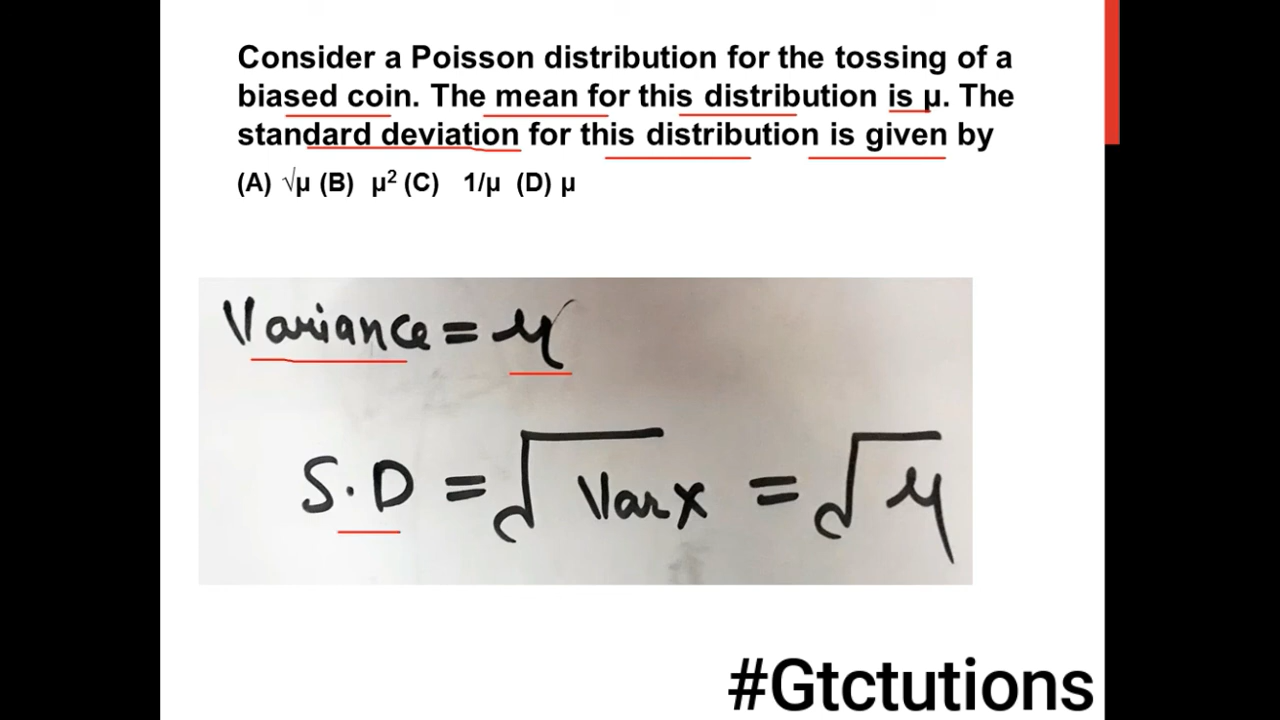 Consider a Poisson distribution for the tossing of a
biased coin. The mean for this distribution is μ. The
standard deviation for this distribution is given by
(A) √μ (B) μ² (C) 1/μ (D) μ
Variance = μ
S.D = √Var x = √μ
#Gtctutions